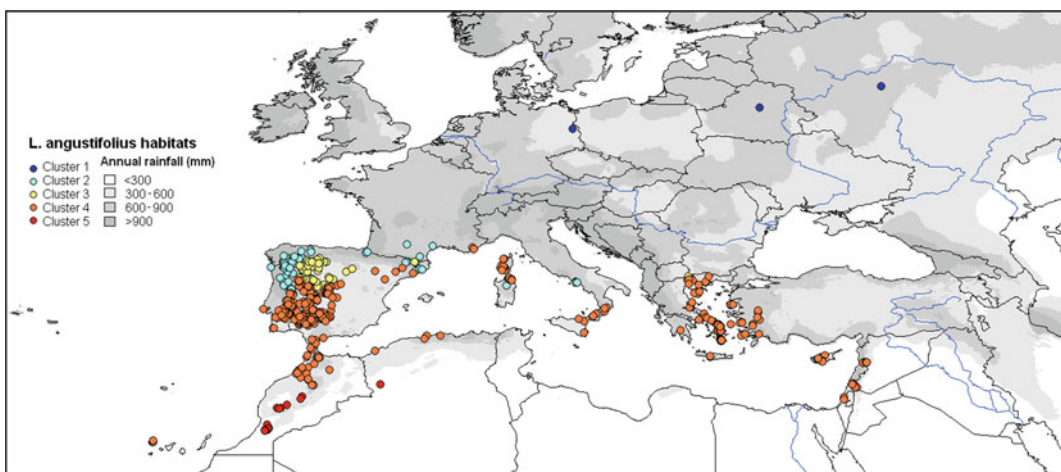 L. angustifolius habitats
Cluster 1 Annual rainfall (mm)
Cluster 2 <300
Cluster 3 300-600
Cluster 4 600-900
Cluster 5 >900